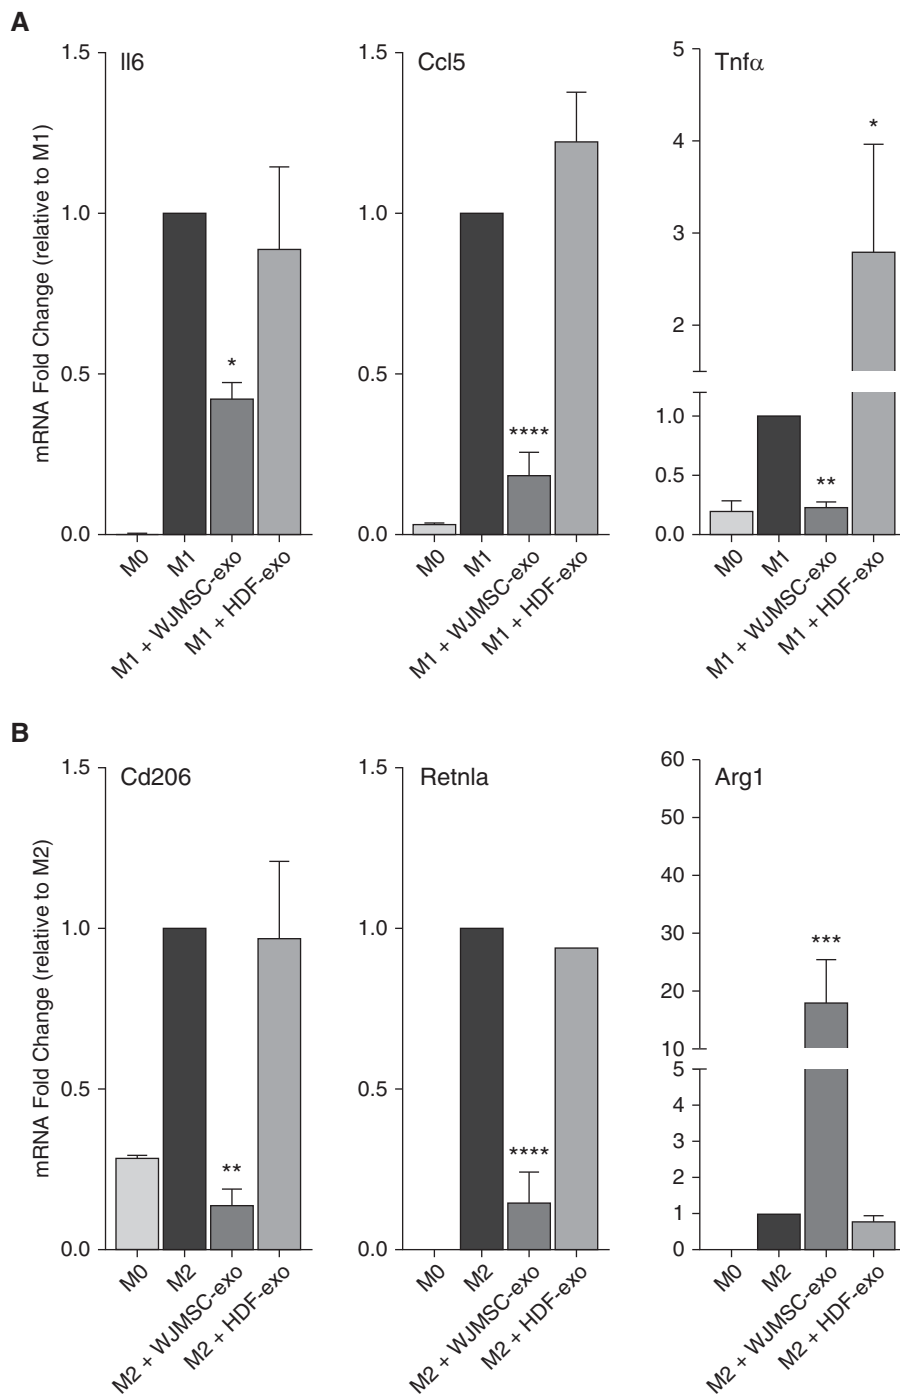 A
Il6
Ccl5
Tnfα
mRNA Fold Change (relative to M1)
1.5
1.0
0.5
0.0
*
M0
M1
M1 + WJMSC-exo
M1 + HDF-exo
1.5
1.0
0.5
0.0
****
M0
M1
M1 + WJMSC-exo
M1 + HDF-exo
5
4
3
2
1.0
0.5
0.0
**
*
M0
M1
M1 + WJMSC-exo
M1 + HDF-exo
B
Cd206
Retnla
Arg1
mRNA Fold Change (relative to M2)
1.5
1.0
0.5
0.0
**
M0
M2
M2 + WJMSC-exo
M2 + HDF-exo
1.5
1.0
0.5
0.0
****
M0
M2
M2 + WJMSC-exo
M2 + HDF-exo
60
50
40
30
20
10
5
4
3
2
1
0
***
M0
M2
M2 + WJMSC-exo
M2 + HDF-exo